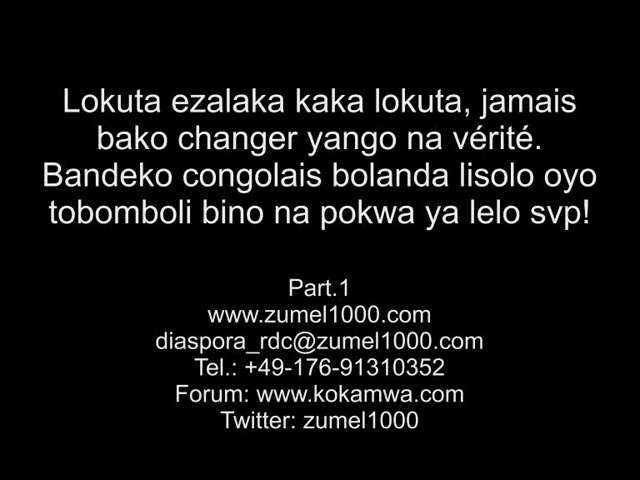 Lokuta ezalaka kaka lokuta, jamais
bako changer yango na vérité.
Bandeko congolais bolanda lisolo oyo
tobomboli bino na pokwa ya lelo svp!
Part.1
www.zumel1000.com
diaspora_rdc@zumel1000.com
Tel.: +49-176-91310352
Forum: www.kokamwa.com
Twitter: zumel1000